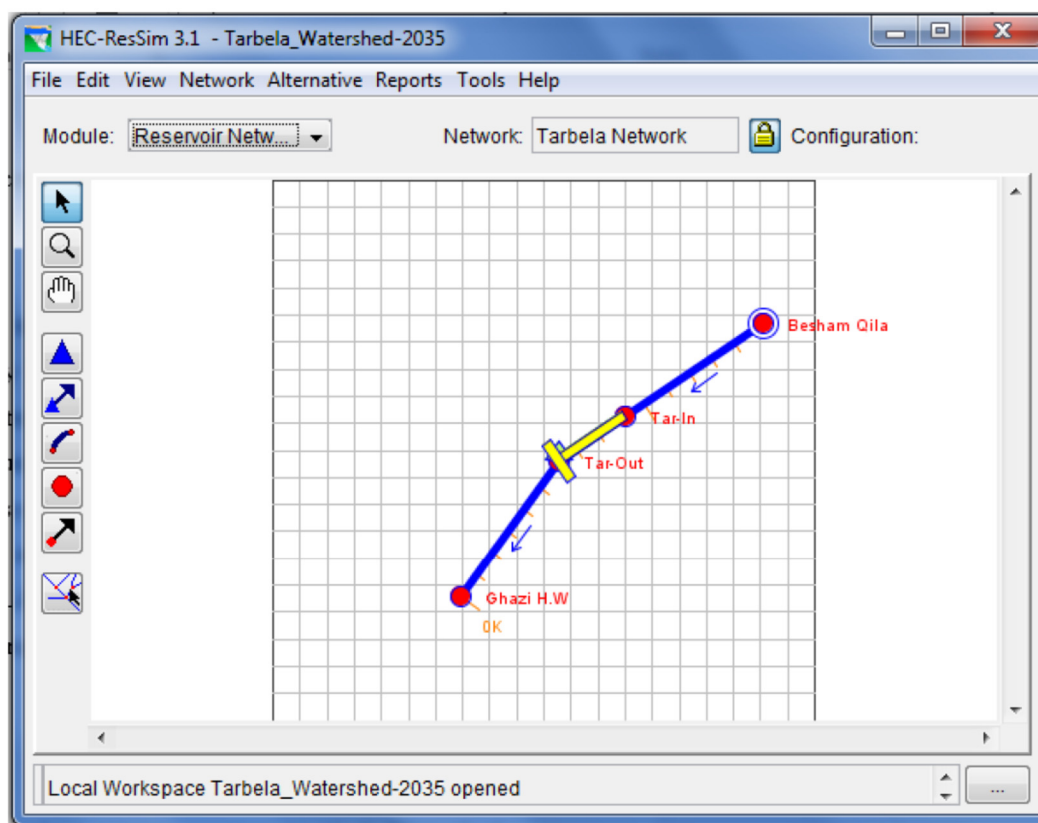 HEC-ResSim 3.1 - Tarbela_Watershed-2035
File Edit View Network Alternative Reports Tools Help
Module: Reservoir Netw... Network: Tarbela Network Configuration:
Besham Qila
Tar-In
Tar-Out
Ghazi H.W
0K
Local Workspace Tarbela_Watershed-2035 opened
...